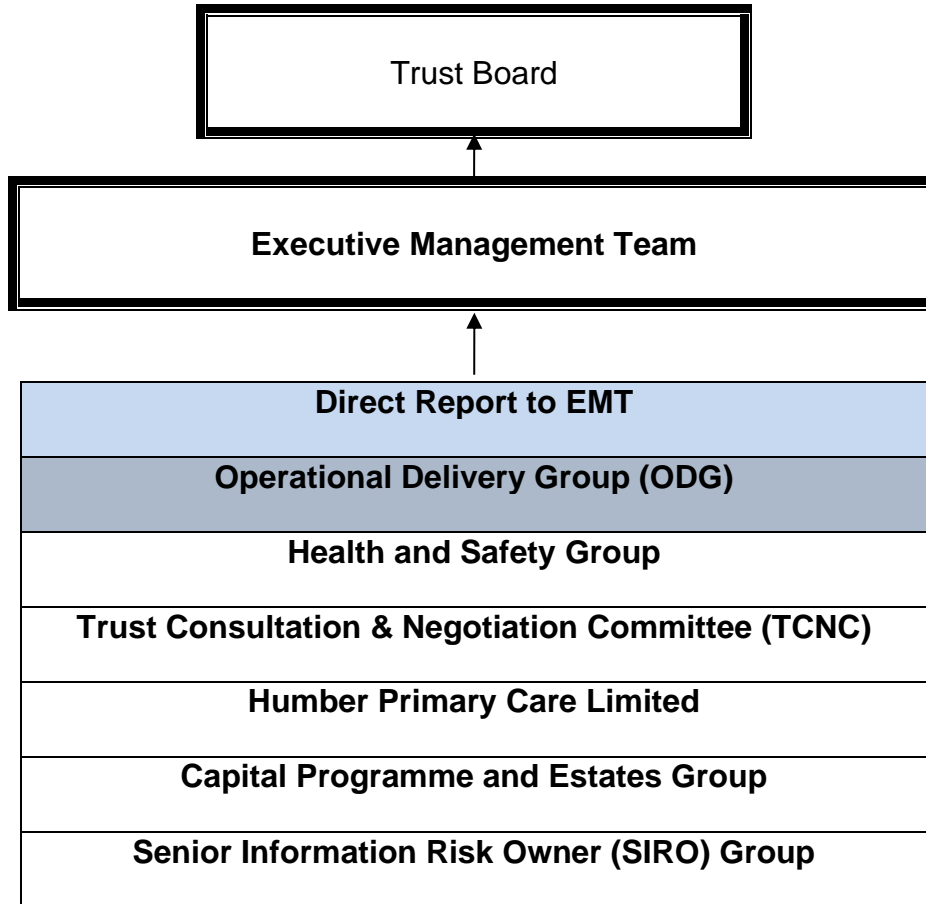 Trust Board
Executive Management Team
Direct Report to EMT
Operational Delivery Group (ODG)
Health and Safety Group
Trust Consultation & Negotiation Committee (TCNC)
Humber Primary Care Limited
Capital Programme and Estates Group
Senior Information Risk Owner (SIRO) Group